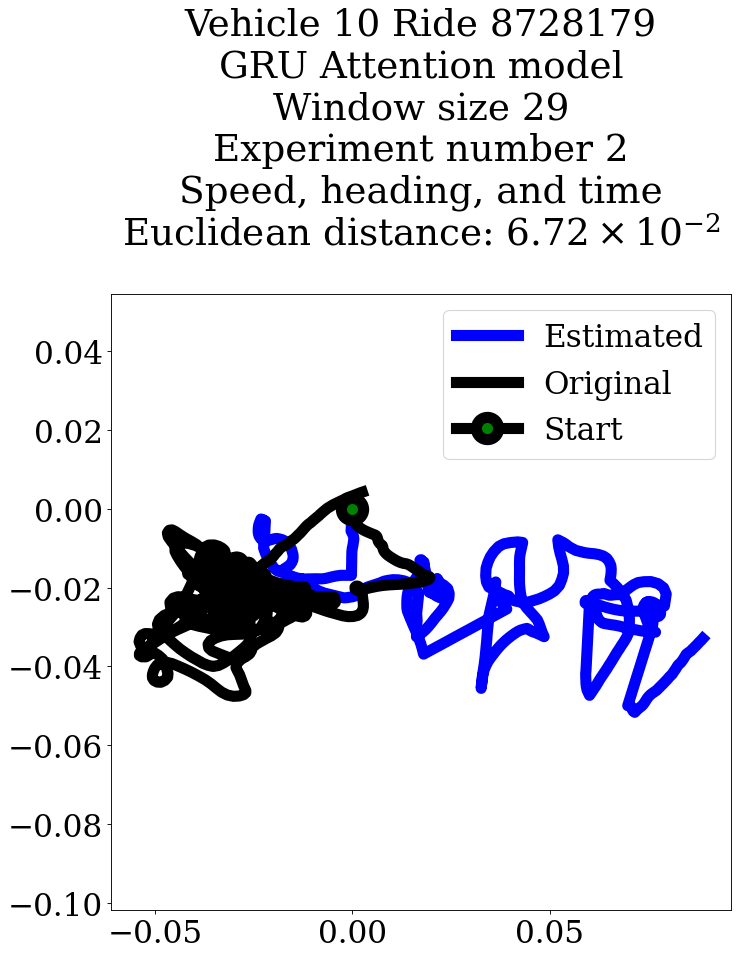 Vehicle 10 Ride 8728179
GRU Attention model
Window size 29
Experiment number 2
Speed, heading, and time
Euclidean distance: 6.72 × 10⁻²
Estimated
Original
Start
0.04
0.02
0.00
−0.02
−0.04
−0.06
−0.08
−0.10
−0.05 0.00 0.05